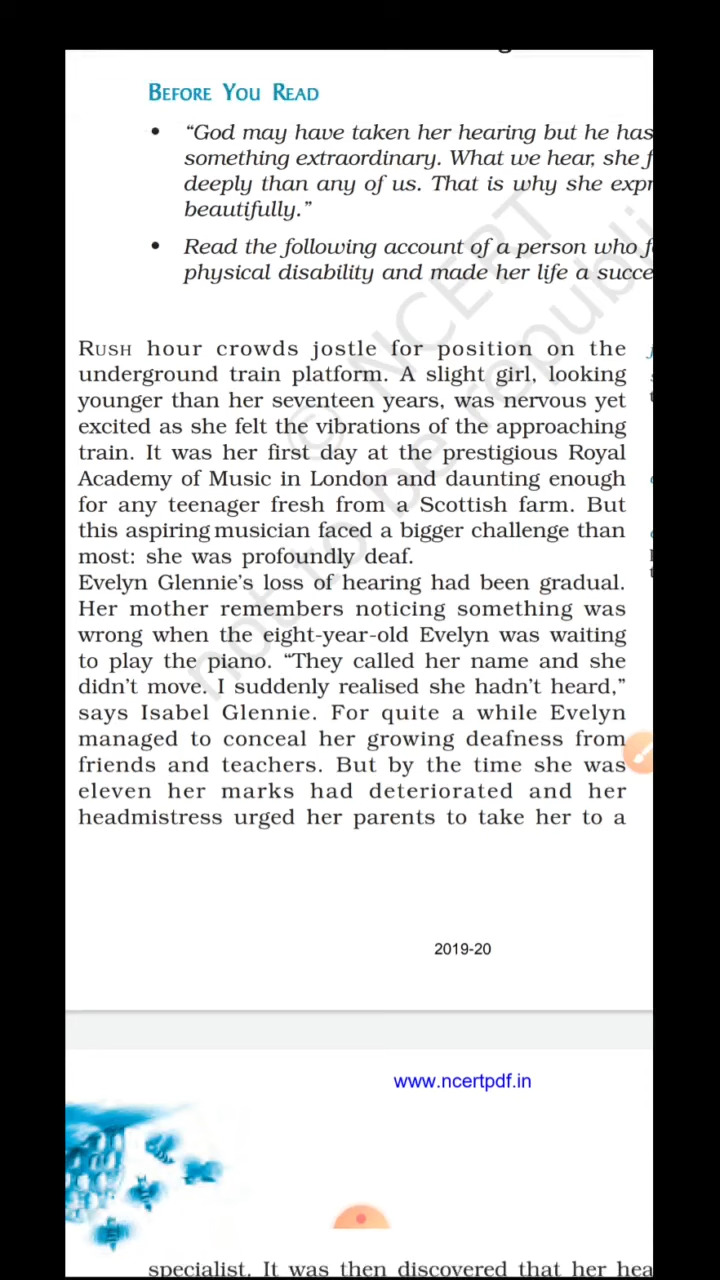 BEFORE YOU READ
• “God may have taken her hearing but he has
something extraordinary. What we hear, she
deeply than any of us. That is why she
beautifully.”
• Read the following account of a person who
physical disability and made her life a
RUSH hour crowds jostle for position on the
underground train platform. A slight girl, looking
younger than her seventeen years, was nervous yet
excited as she felt the vibrations of the approaching
train. It was her first day at the prestigious Royal
Academy of Music in London and daunting enough
for any teenager fresh from a Scottish farm. But
this aspiring musician faced a bigger challenge than
most: she was profoundly deaf.
Evelyn Glennie’s loss of hearing had been gradual.
Her mother remembers noticing something was
wrong when the eight-year-old Evelyn was waiting
to play the piano. “They called her name and she
didn’t move. I suddenly realised she hadn’t heard,”
says Isabel Glennie. For quite a while Evelyn
managed to conceal her growing deafness from
friends and teachers. But by the time she was
eleven her marks had deteriorated and her
headmistress urged her parents to take her to a
© NCERT
not to be republi
2019-20
www.ncertpdf.in
specialist. It was then discovered that her hea